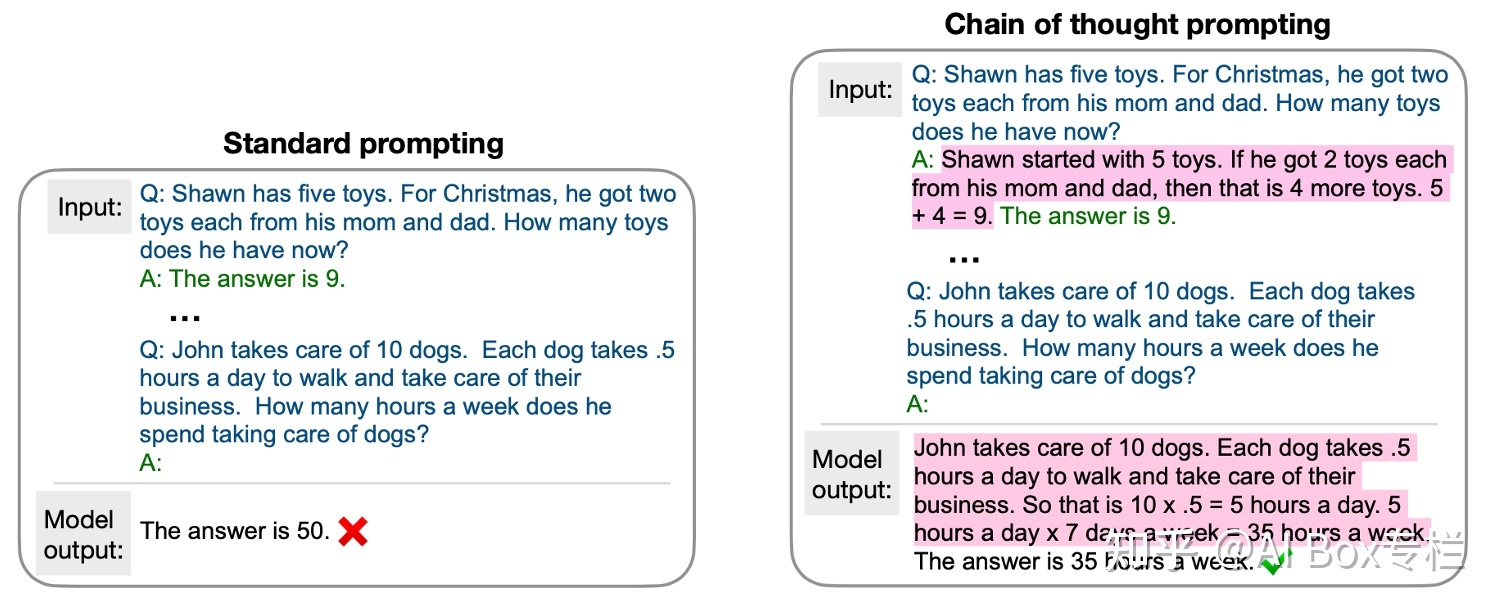 Standard prompting
Input:
Q: Shawn has five toys. For Christmas, he got two
toys each from his mom and dad. How many toys
does he have now?
A: The answer is 9.
...
Q: John takes care of 10 dogs.  Each dog takes .5
hours a day to walk and take care of their
business.  How many hours a week does he
spend taking care of dogs?
A:
Model
output:
The answer is 50.
Chain of thought prompting
Input:
Q: Shawn has five toys. For Christmas, he got two
toys each from his mom and dad. How many toys
does he have now?
A: Shawn started with 5 toys. If he got 2 toys each
from his mom and dad, then that is 4 more toys. 5
+ 4 = 9. The answer is 9.
...
Q: John takes care of 10 dogs.  Each dog takes
.5 hours a day to walk and take care of their
business.  How many hours a week does he
spend taking care of dogs?
A:
Model
output:
John takes care of 10 dogs. Each dog takes .5
hours a day to walk and take care of their
business. So that is 10 x .5 = 5 hours a day. 5
hours a day x 7 days a week = 35 hours a week.
The answer is 35 hours a week.
知乎 @AI Box专栏